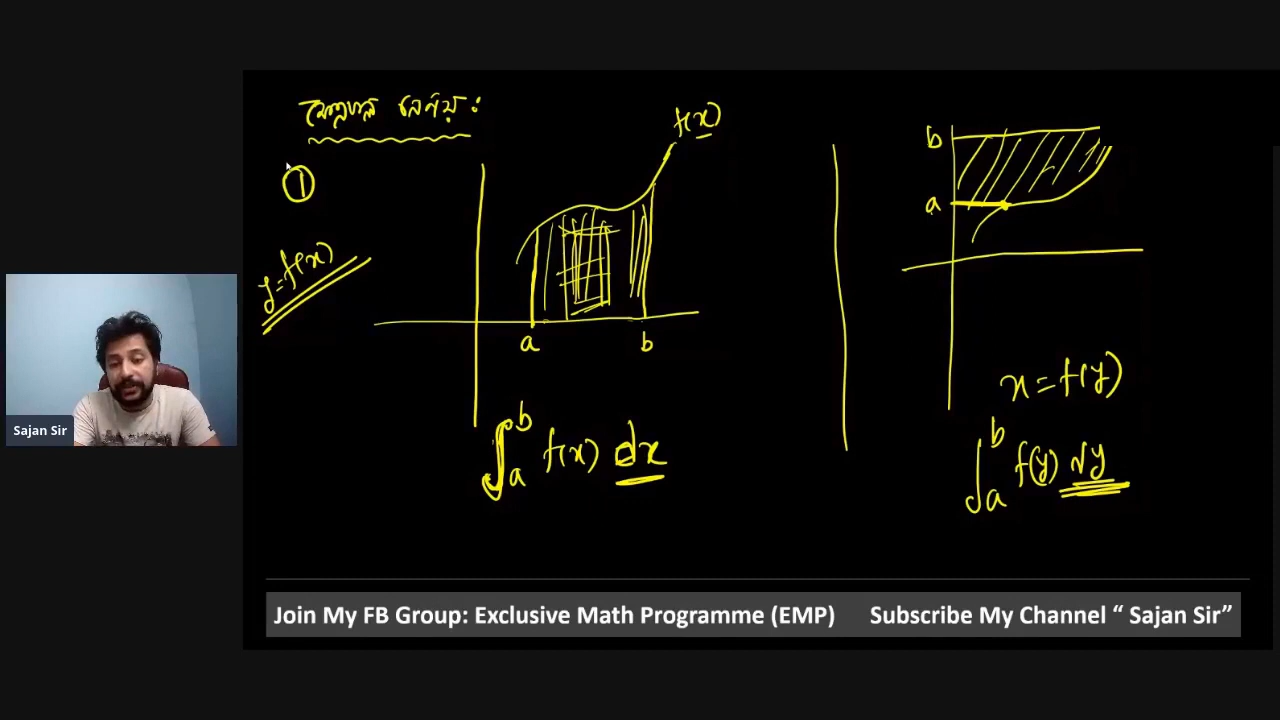 ক্ষেত্রফল নির্ণয় :
①
y = f(x)
f(x)
a
b
∫ₐᵇ f(x) dx
b
a
x = f(y)
∫ₐᵇ f(y) dy
Sajan Sir
Join My FB Group: Exclusive Math Programme (EMP) Subscribe My Channel “ Sajan Sir”